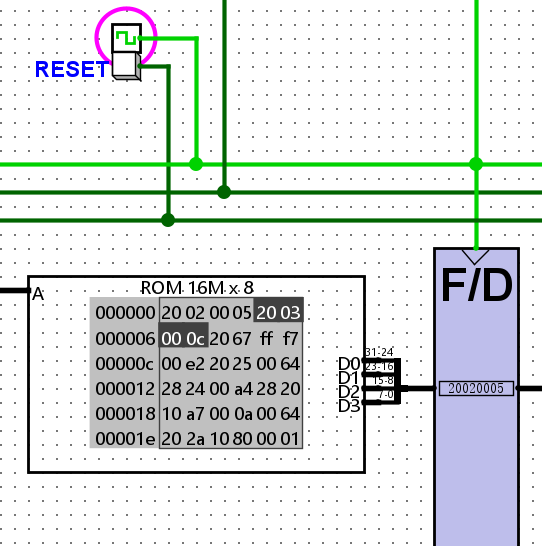 RESET
ROM 16M x 8
A
000000 20 02 00 05 20 03
000006 00 0c 20 67 ff f7
00000c 00 e2 20 25 00 64
000012 28 24 00 a4 28 20
000018 10 a7 00 0a 00 64
00001e 20 2a 10 80 00 01
D0 31-24
D1 23-16
D2 15-8
D3 7-0
F/D
20020005